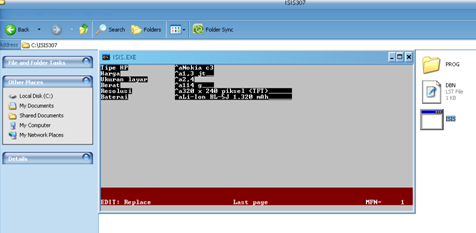 ISIS307
Back
Search
Folders
Folder Sync
Address
C:\ISIS307
File and Folder Tasks
Other Places
Local Disk (C:)
My Documents
Shared Documents
My Computer
My Network Places
Details
ISIS.EXE
Tipe HP ^aNokia c3
Harga ^a1,3 jt
Ukuran layar ^a2.4
Berat ^a114 g
Resolusi ^a320 x 240 piksel (TFT)
Baterai ^aLi-Ion BL-5J 1.320 mAh
EDIT: Replace Last page MFN= 1
PROG
DBN
LST File
1 KB
ISIS